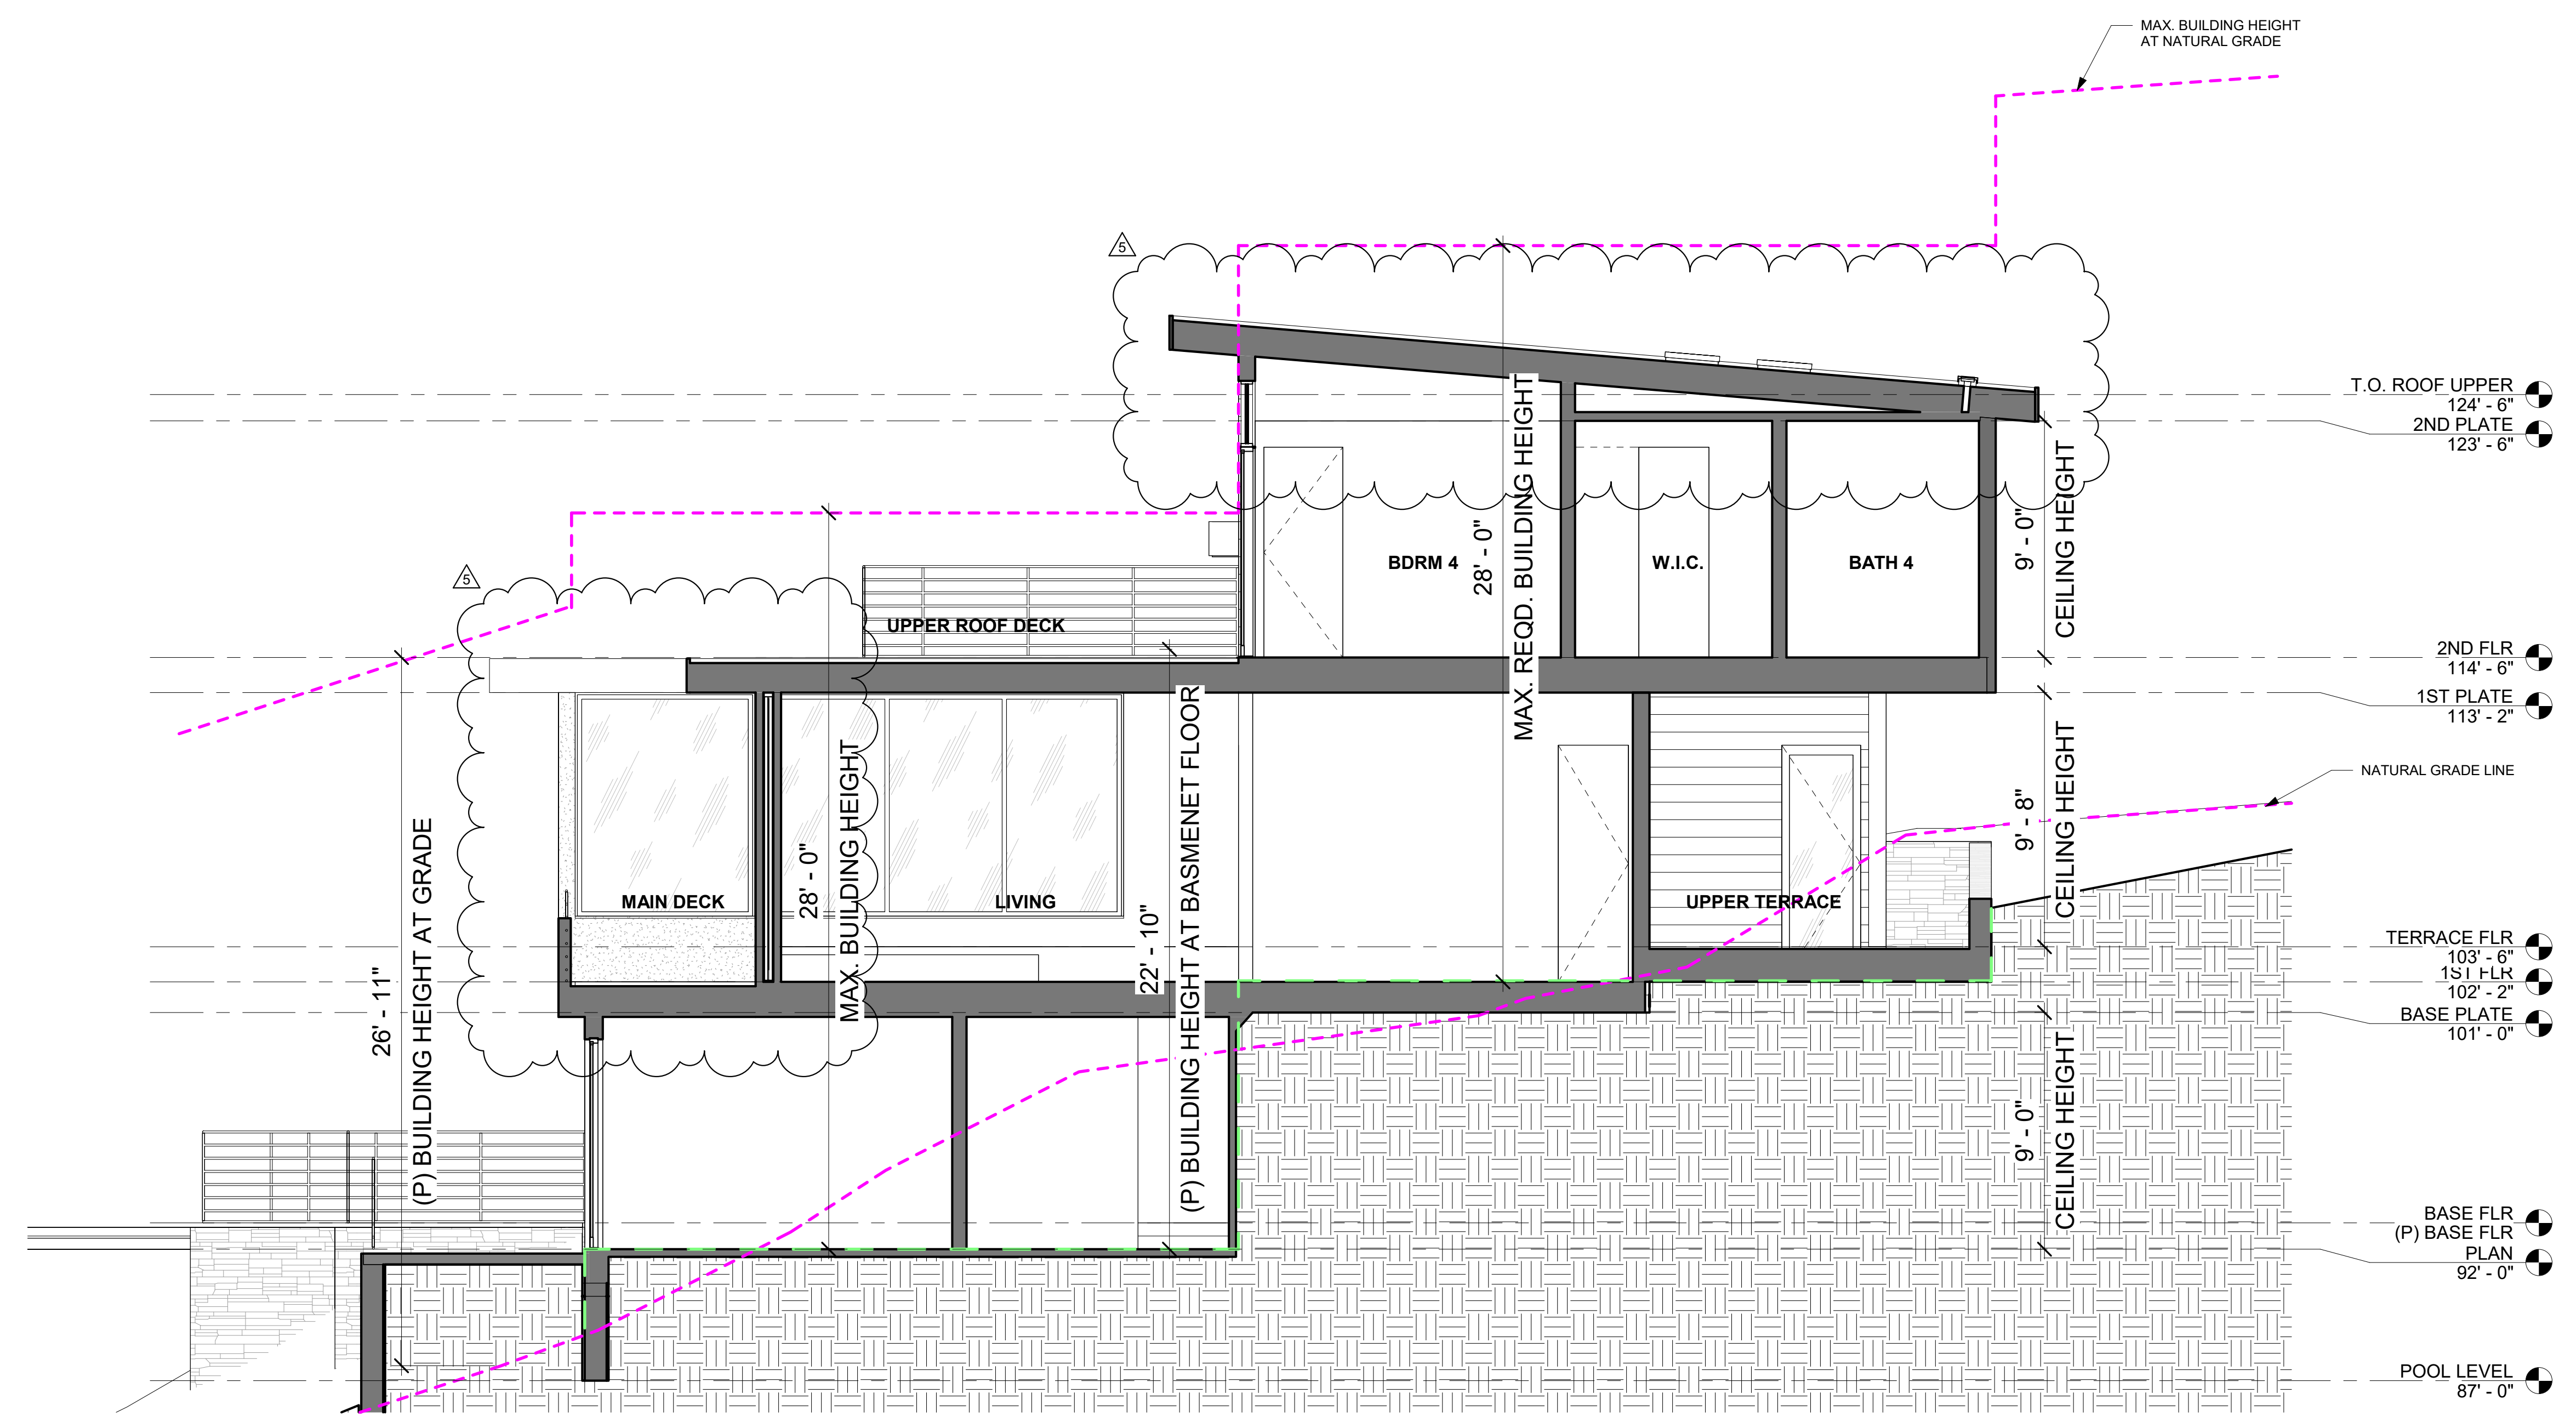 MAX. BUILDING HEIGHT
AT NATURAL GRADE
5
T.O. ROOF UPPER
124' - 6"
2ND PLATE
123' - 6"
MAX. REQD. BUILDING HEIGHT
28' - 0"
9' - 0"
CEILING HEIGHT
BDRM 4
W.I.C.
BATH 4
5
UPPER ROOF DECK
2ND FLR
114' - 6"
1ST PLATE
113' - 2"
NATURAL GRADE LINE
26' - 11"
(P) BUILDING HEIGHT AT GRADE
28' - 0"
MAX. BUILDING HEIGHT
22' - 10"
(P) BUILDING HEIGHT AT BASMENET FLOOR
9' - 8"
CEILING HEIGHT
MAIN DECK
LIVING
UPPER TERRACE
TERRACE FLR
103' - 6"
1ST FLR
102' - 2"
BASE PLATE
101' - 0"
9' - 0"
CEILING HEIGHT
BASE FLR
(P) BASE FLR
PLAN
92' - 0"
POOL LEVEL
87' - 0"